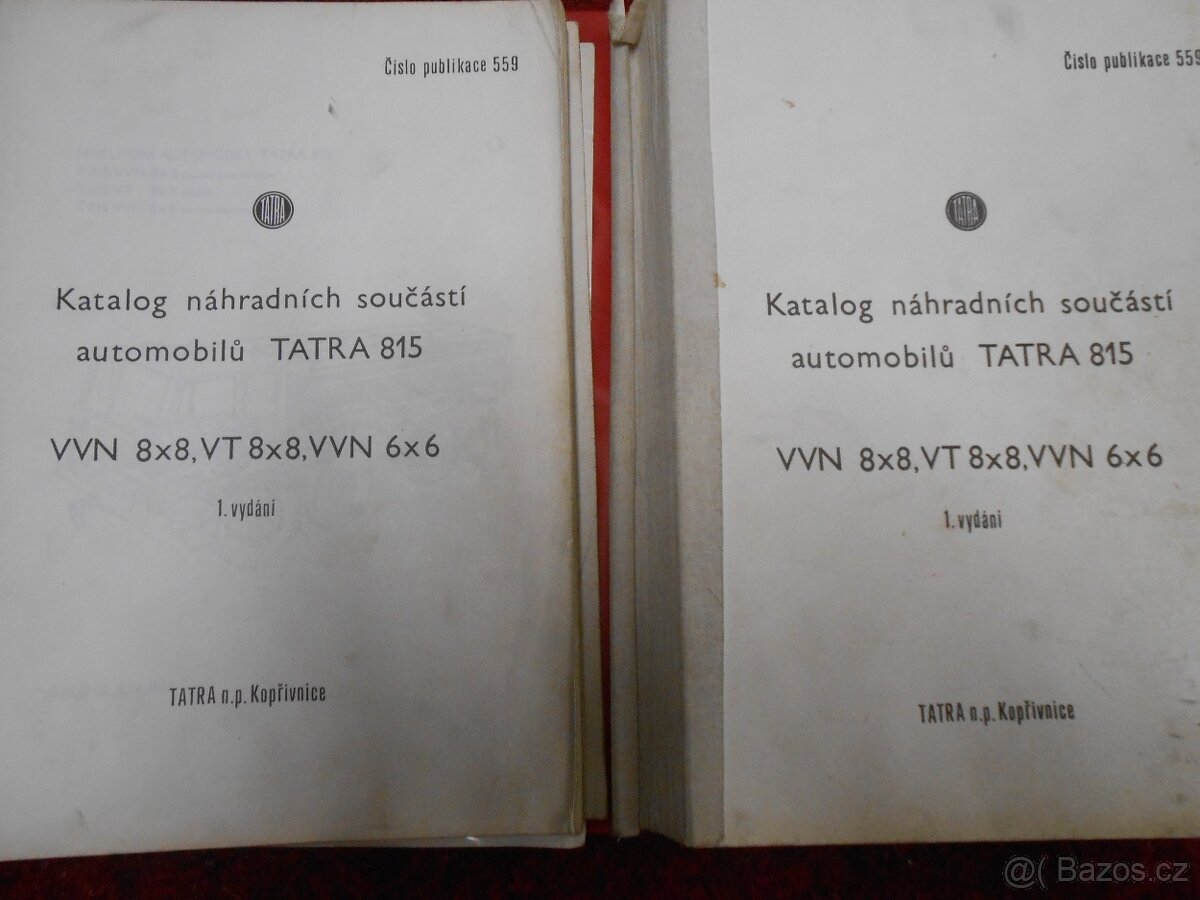 Číslo publikace 559
TATRA
Katalog náhradních součástí
automobilů TATRA 815
VVN 8x8, VT 8x8, VVN 6x6
1. vydání
TATRA n.p. Kopřivnice
Číslo publikace 559
TATRA
Katalog náhradních součástí
automobilů TATRA 815
VVN 8x8, VT 8x8, VVN 6x6
1. vydání
TATRA n.p. Kopřivnice
@( Bazos.cz